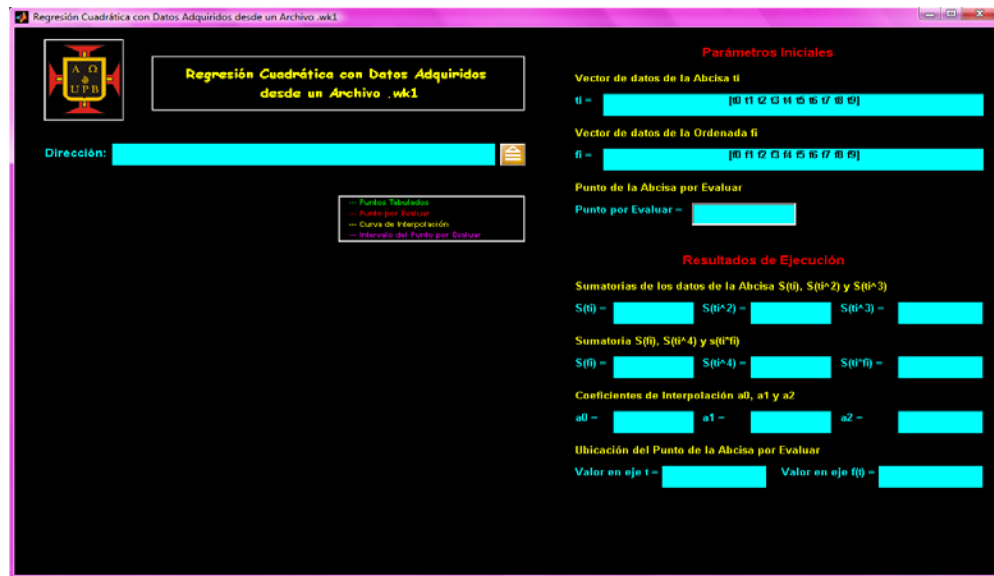 Regresión Cuadrática con Datos Adquiridos desde un Archivo .wk1
A Ω
UPB
Regresión Cuadrática con Datos Adquiridos
desde un Archivo .wk1
Dirección:
--- Puntos Tabulados
--- Punto por Evaluar
--- Curva de Interpolación
--- Intervalo del Punto por Evaluar
Parámetros Iniciales
Vector de datos de la Abcisa ti
ti = [t0 t1 t2 t3 t4 t5 t6 t7 t8 t9]
Vector de datos de la Ordenada fi
fi = [f0 f1 f2 f3 f4 f5 f6 f7 f8 f9]
Punto de la Abcisa por Evaluar
Punto por Evaluar =
Resultados de Ejecución
Sumatorias de los datos de la Abcisa S(ti), S(ti^2) y S(ti^3)
S(ti) = S(ti^2) = S(ti^3) =
Sumatoria S(fi), S(ti^4) y s(ti*fi)
S(fi) = S(ti^4) = S(ti*fi) =
Coeficientes de Interpolación a0, a1 y a2
a0 = a1 = a2 =
Ubicación del Punto de la Abcisa por Evaluar
Valor en eje t = Valor en eje f(t) =